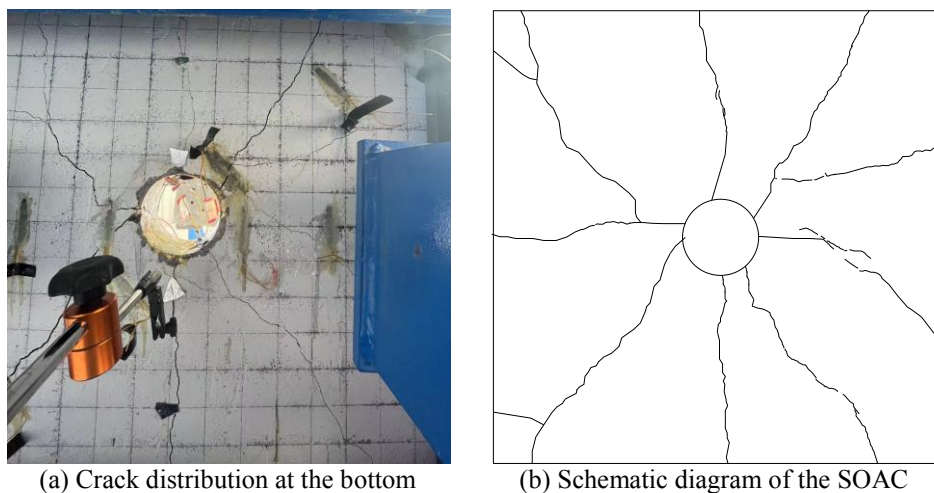 (a) Crack distribution at the bottom
(b) Schematic diagram of the SOAC